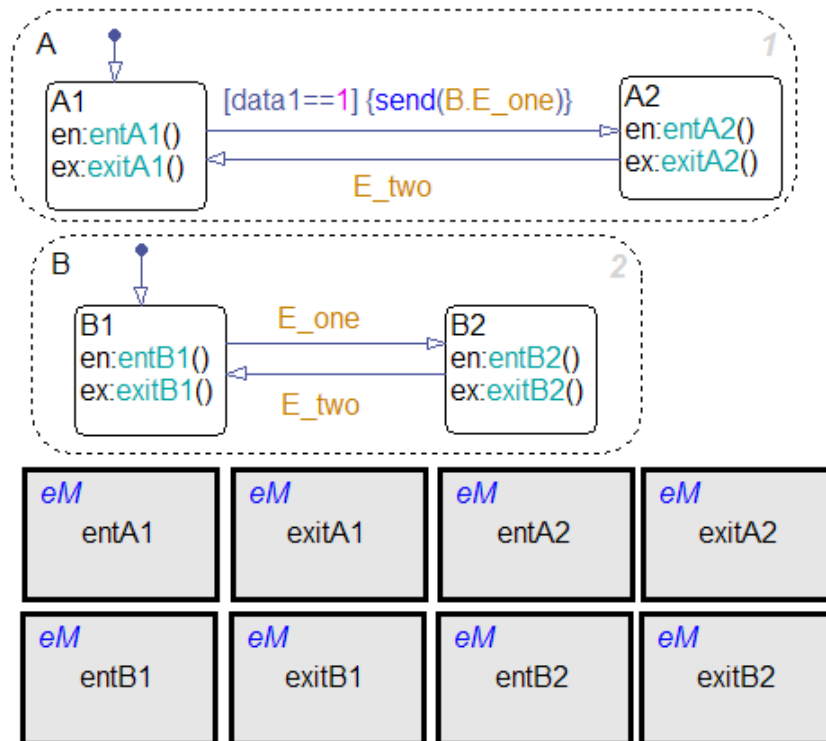 A
1
A1
en:entA1()
ex:exitA1()
[data1==1] {send(B.E_one)}
A2
en:entA2()
ex:exitA2()
E_two
B
2
B1
en:entB1()
ex:exitB1()
E_one
B2
en:entB2()
ex:exitB2()
E_two
eM
entA1
eM
exitA1
eM
entA2
eM
exitA2
eM
entB1
eM
exitB1
eM
entB2
eM
exitB2